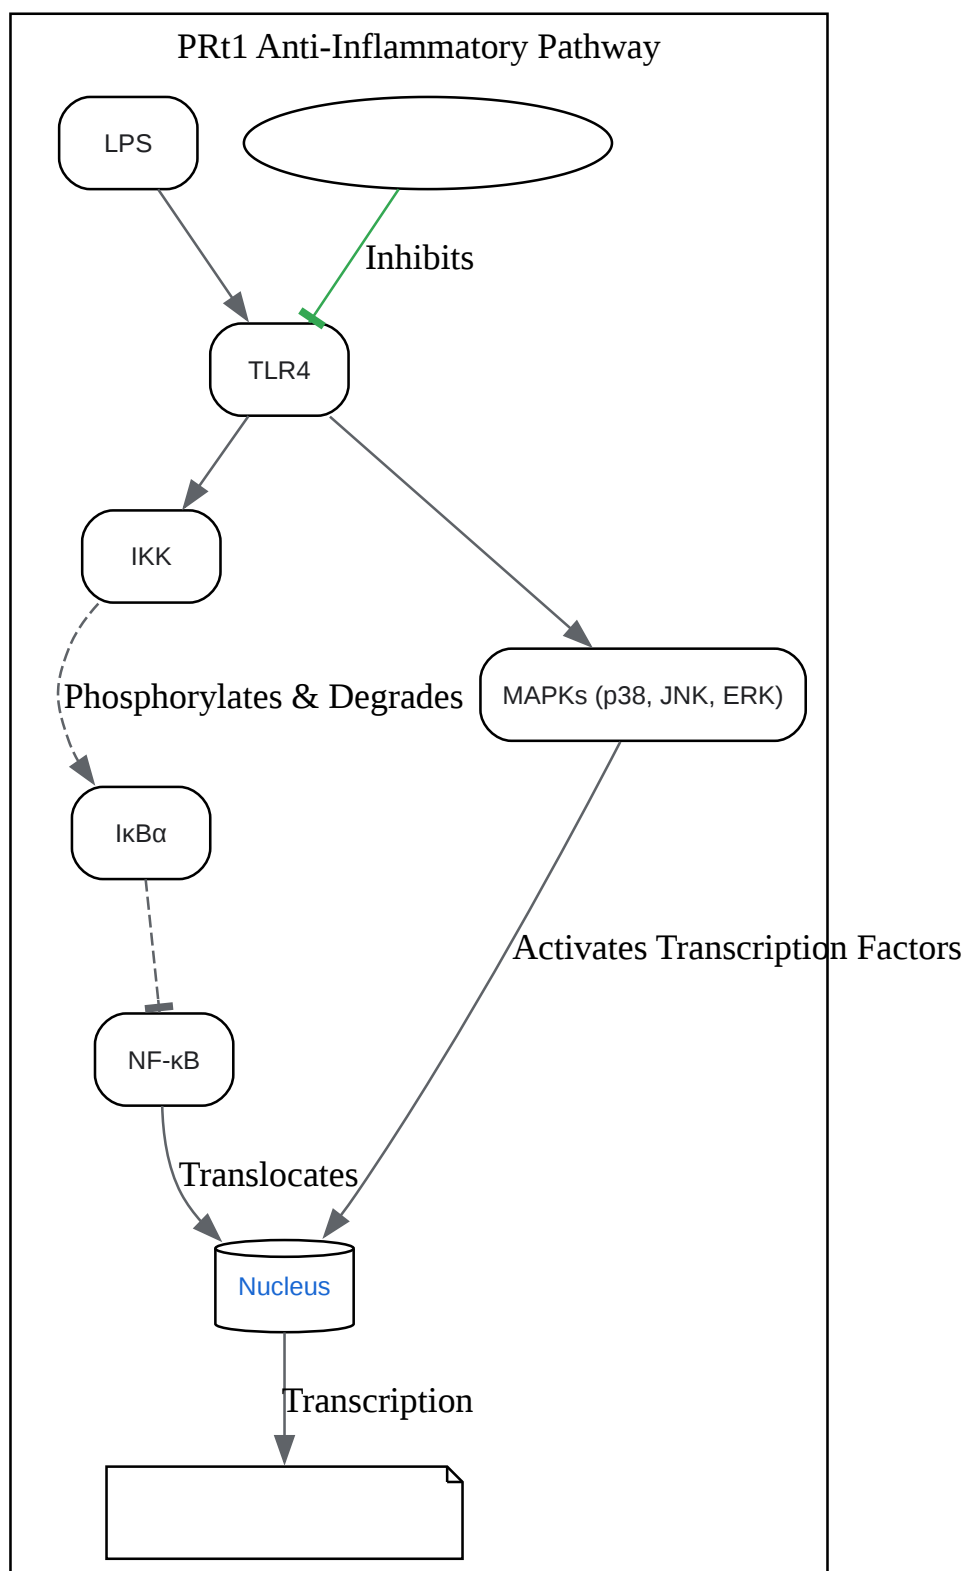 PRt1 Anti-Inflammatory Pathway
LPS
Inhibits
TLR4
IKK
Phosphorylates & Degrades
MAPKs (p38, JNK, ERK)
IκBα
Activates Transcription Factors
NF-κB
Translocates
Nucleus
Transcription